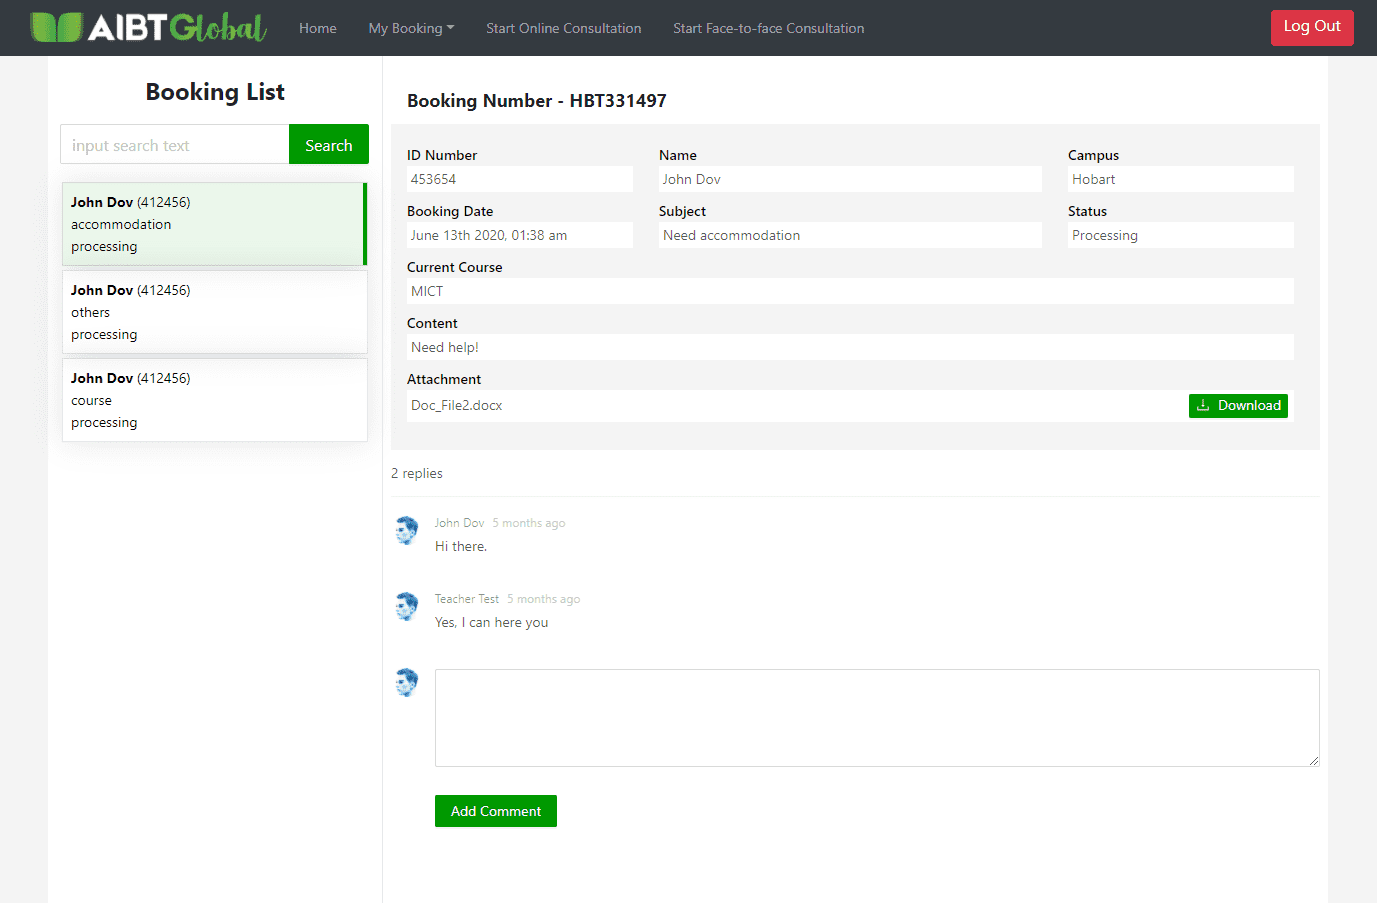 AIBTGlobal
Home
My Booking
Start Online Consultation
Start Face-to-face Consultation
Log Out
Booking List
input search text
Search
John Dov (412456)
accommodation
processing
John Dov (412456)
others
processing
John Dov (412456)
course
processing
Booking Number - HBT331497
ID Number
Name
Campus
453654
John Dov
Hobart
Booking Date
Subject
Status
June 13th 2020, 01:38 am
Need accommodation
Processing
Current Course
MICT
Content
Need help!
Attachment
Doc_File2.docx
Download
2 replies
John Dov 5 months ago
Hi there.
Teacher Test 5 months ago
Yes, I can here you
Add Comment